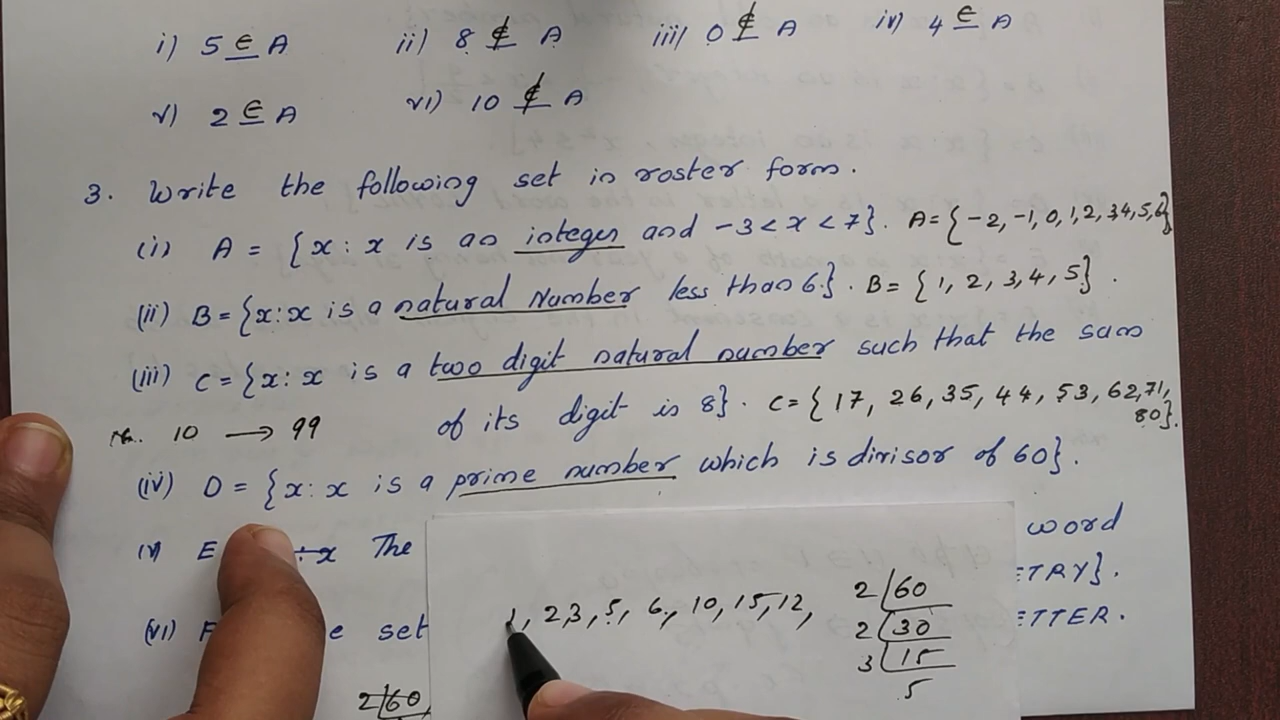 i) 5 ∈ A ii) 8 ∉ A iii) 0 ∉ A iv) 4 ∈ A
v) 2 ∈ A vi) 10 ∉ A
3. Write the following set in roster form.
(i) A = {x : x is an integer and -3 < x < 7}. A = {-2, -1, 0, 1, 2, 3 4, 5, 6}
(ii) B = {x : x is a natural Number less than 6}. B = {1, 2, 3, 4, 5}.
(iii) C = {x : x is a two digit natural number such that the sum
of its digit is 8}. C = {17, 26, 35, 44, 53, 62, 71,
80}.
10 → 99
(iv) D = {x : x is a prime number which is divisor of 60}.
(v) E The word
ETRY}.
(vi) F e set ETTER.
1, 2 3, 5, 6, 10, 15, 12,
2 | 60
2 | 30
3 | 15
5
2 | 60